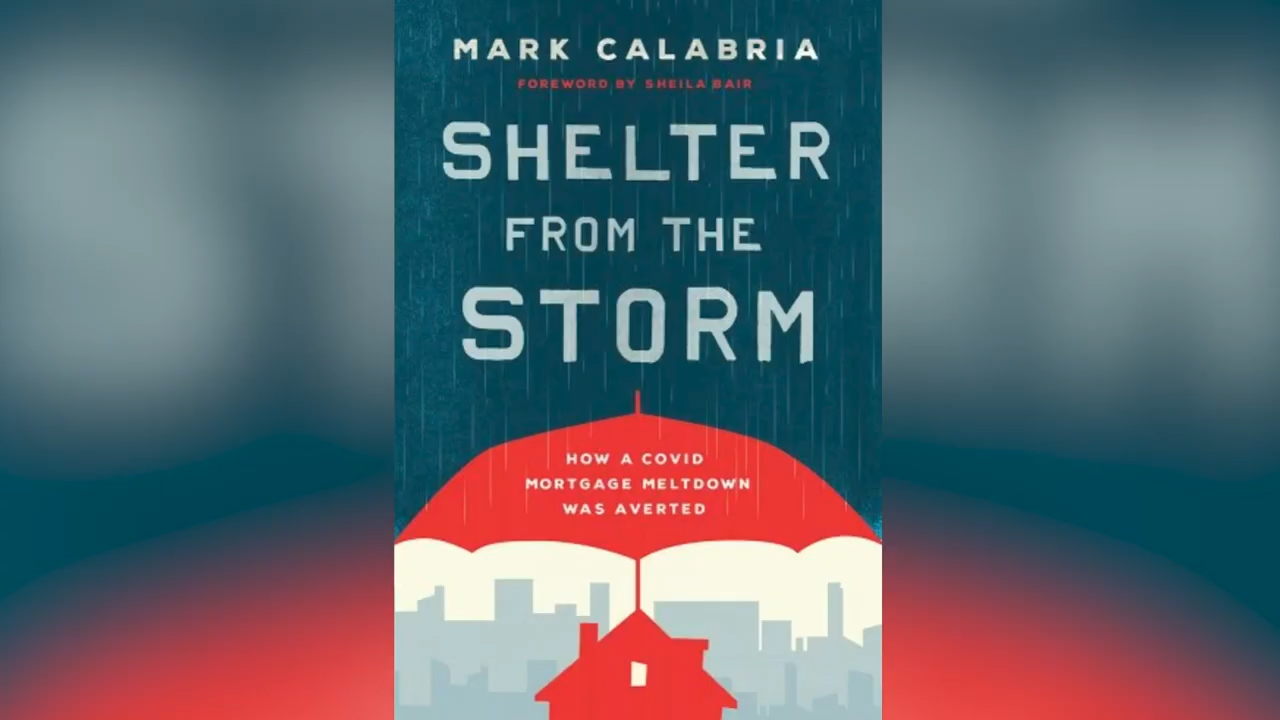 MARK CALABRIA
FOREWORD BY SHEILA BAIR
SHELTER
FROM THE
STORM
HOW A COVID
MORTGAGE MELTDOWN
WAS AVERTED